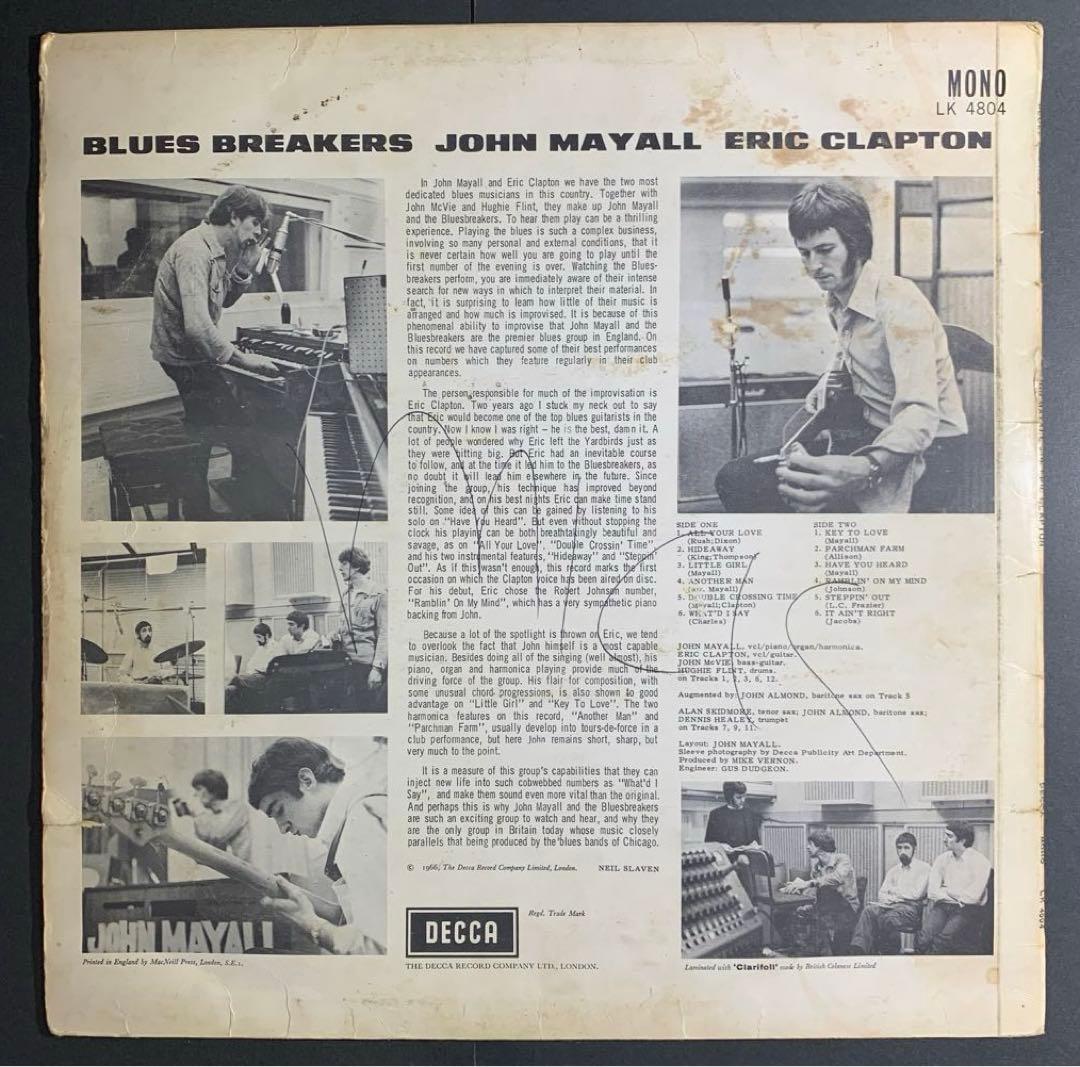 MONO
LK 4804
BLUES BREAKERS JOHN MAYALL ERIC CLAPTON
In John Mayall and Eric Clapton we have the two most
dedicated blues musicians in this country. Together with
John McVie and Hughie Flint, they make up John Mayall
and the Bluesbreakers. To hear them play can be a thrilling
experience. Playing the blues is such a complex business,
involving so many personal and external conditions, that it
is never certain how well you are going to play until the
first number of the evening is over. Watching the Blues-
breakers perform, you are immediately aware of their intense
search for new ways in which to interpret their material. In
fact, it is surprising to learn how little of their music is
arranged and how much is improvised. It is because of this
phenomenal ability to improvise that John Mayall and the
Bluesbreakers are the premier blues group in England. On
this record we have captured some of their best performances
on numbers which they feature regularly in their club
appearances.
The person responsible for much of the improvisation is
Eric Clapton. Two years ago I stuck my neck out to say
that Eric would become one of the top blues guitarists in the
country. Now I know I was right – he is the best, damn it. A
lot of people wondered why Eric left the Yardbirds just as
they were hitting big. But Eric had an inevitable course
to follow, and at the time it led him to the Bluesbreakers, as
no doubt it will lead him elsewhere in the future. Since
joining the group, his technique has improved beyond
recognition, and on his best nights Eric can make time stand
still. Some idea of this can be gained by listening to his
solo on "Have You Heard". But even without stopping the
clock his playing can be both breathtakingly beautiful and
savage, as on "All Your Love", "Double Crossin' Time",
and his two instrumental features, "Hideaway" and "Steppin'
Out". As if this wasn't enough, this record marks the first
occasion on which the Clapton voice has been aired on disc.
For his debut, Eric chose the Robert Johnson number,
"Ramblin' On My Mind", which has a very sympathetic piano
backing from John.
Because a lot of the spotlight is thrown on Eric, we tend
to overlook the fact that John himself is a most capable
musician. Besides doing all of the singing (well almost), his
piano, organ and harmonica playing provide much of the
driving force of the group. His flair for composition, with
some unusual chord progressions, is also shown to good
advantage on "Little Girl" and "Key To Love". The two
harmonica features on this record, "Another Man" and
"Parchman Farm", usually develop into tours-de-force in a
club performance, but here John remains short, sharp, but
very much to the point.
It is a measure of this group's capabilities that they can
inject new life into such cobwebbed numbers as "What'd I
Say", and make them sound even more vital than the original.
And perhaps this is why John Mayall and the Bluesbreakers
are such an exciting group to watch and hear, and why they
are the only group in Britain today whose music closely
parallels that being produced by the blues bands of Chicago.
© 1966, The Decca Record Company Limited, London. NEIL SLAVEN
DECCA
Regd. Trade Mark
THE DECCA RECORD COMPANY LTD., LONDON.
SIDE ONE
1. ALL YOUR LOVE
(Rush; Dixon)
2. HIDEAWAY
(King; Thompson)
3. LITTLE GIRL
(Mayall)
4. ANOTHER MAN
(arr. Mayall)
5. DOUBLE CROSSING TIME
(Mayall; Clapton)
6. WHAT'D I SAY
(Charles)
SIDE TWO
1. KEY TO LOVE
(Mayall)
2. PARCHMAN FARM
(Allison)
3. HAVE YOU HEARD
(Mayall)
4. RAMBLIN' ON MY MIND
(Johnson)
5. STEPPIN' OUT
(L.C. Frazier)
6. IT AIN'T RIGHT
(Jacobs)
JOHN MAYALL, vcl/piano/organ/harmonica.
ERIC CLAPTON, vcl/guitar.
JOHN McVIE, bass-guitar.
HUGHIE FLINT, drums.
on Tracks 1, 2, 3, 6, 12.
Augmented by: JOHN ALMOND, baritone sax on Track 5
ALAN SKIDMORE, tenor sax; JOHN ALMOND, baritone sax;
DENNIS HEALEY, trumpet
on Tracks 7, 9, 11.
Layout: JOHN MAYALL.
Sleeve photography by Decca Publicity Art Department.
Produced by MIKE VERNON.
Engineer: GUS DUDGEON.
JOHN MAYALL
Printed in England by MacNeill Press, London, S.E.1.
Laminated with "Clarifoil" made by British Celanese Limited